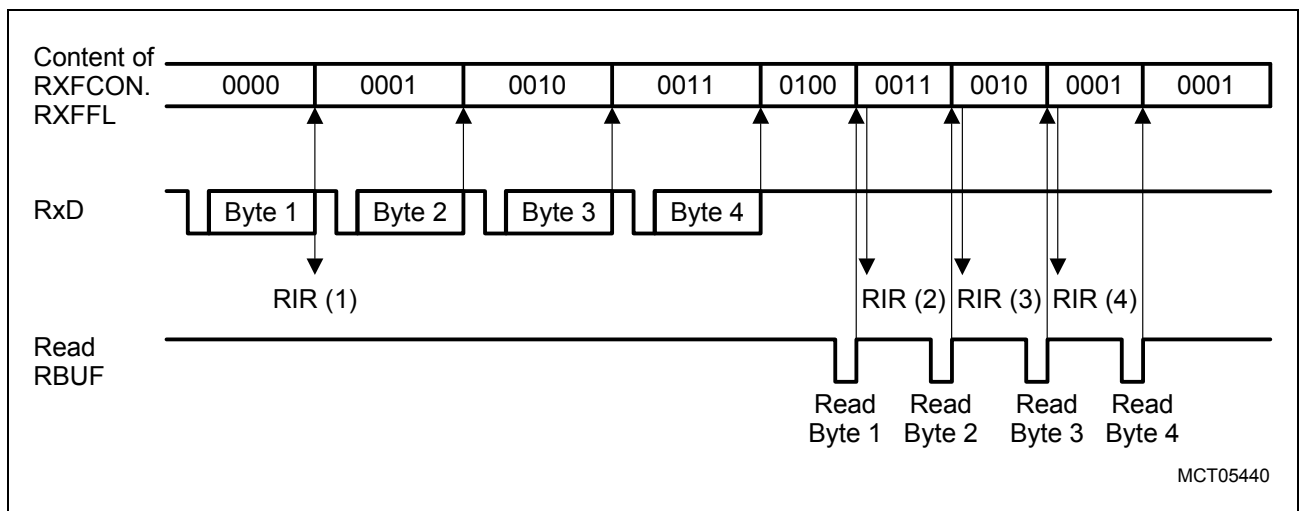 Content of
RXFCON.
RXFFL
0000 0001 0010 0011 0100 0011 0010 0001 0001
RxD
Byte 1 Byte 2 Byte 3 Byte 4
RIR (1) RIR (2) RIR (3) RIR (4)
Read
RBUF
Read Read Read Read
Byte 1 Byte 2 Byte 3 Byte 4
MCT05440